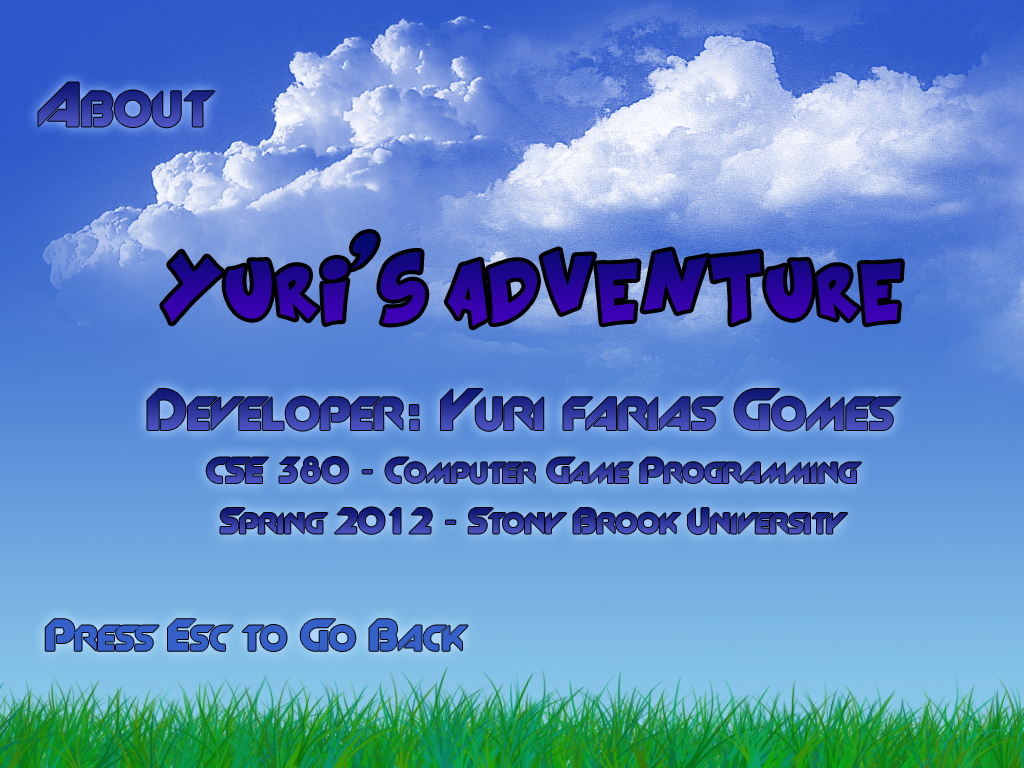 About
Yuri's Adventure
Developer: Yuri Farias Gomes
CSE 380 - Computer Game Programming
Spring 2012 - Stony Brook University
Press Esc to Go Back